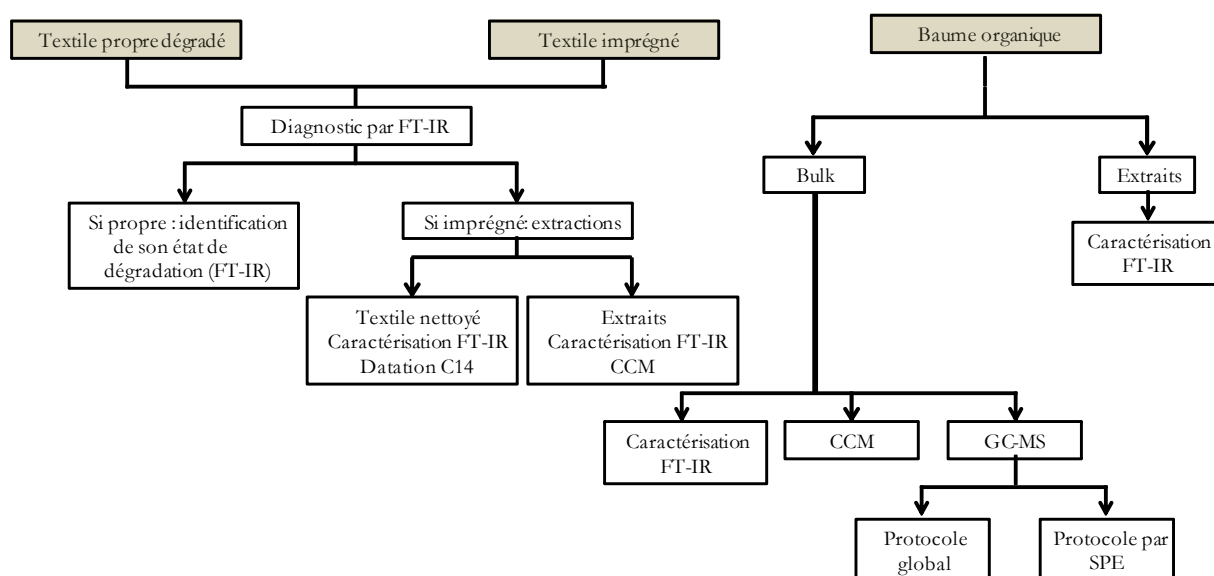 Textile propre dégradé
Textile imprégné
Baume organique
Diagnostic par FT-IR
Bulk
Extraits
Si propre : identification
de son état de
dégradation (FT-IR)
Si imprégné: extractions
Caractérisation
FT-IR
Textile nettoyé
Caractérisation FT-IR
Datation C14
Extraits
Caractérisation FT-IR
CCM
Caractérisation
FT-IR
CCM
GC-MS
Protocole
global
Protocole par
SPE